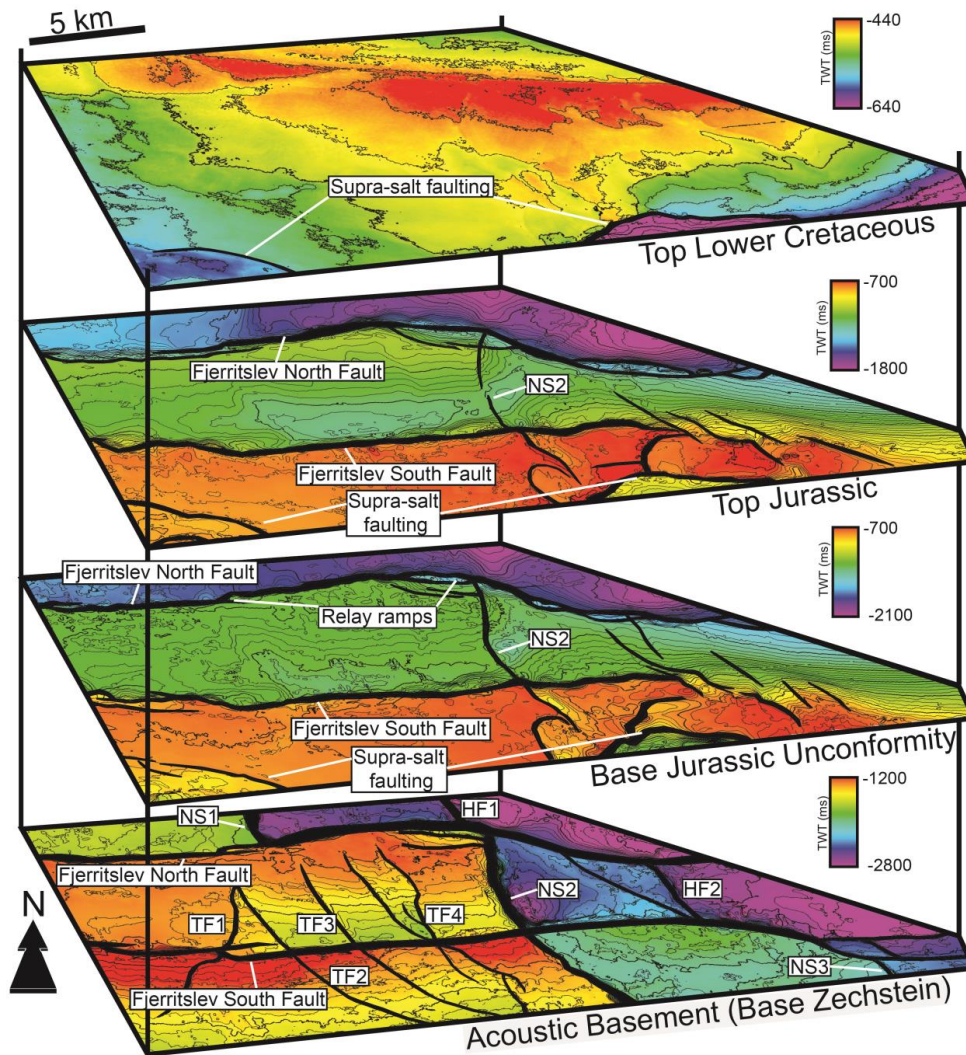 5 km
-440
TWT (ms)
-640
Supra-salt faulting
Top Lower Cretaceous
-700
TWT (ms)
-1800
Fjerritslev North Fault
NS2
Fjerritslev South Fault
Supra-salt
faulting
Top Jurassic
-700
TWT (ms)
-2100
Fjerritslev North Fault
Relay ramps
NS2
Fjerritslev South Fault
Supra-salt
faulting
Base Jurassic Unconformity
-1200
TWT (ms)
-2800
NS1
HF1
Fjerritslev North Fault
NS2
HF2
TF1
TF3
TF4
TF2
NS3
Fjerritslev South Fault
N
Acoustic Basement (Base Zechstein)